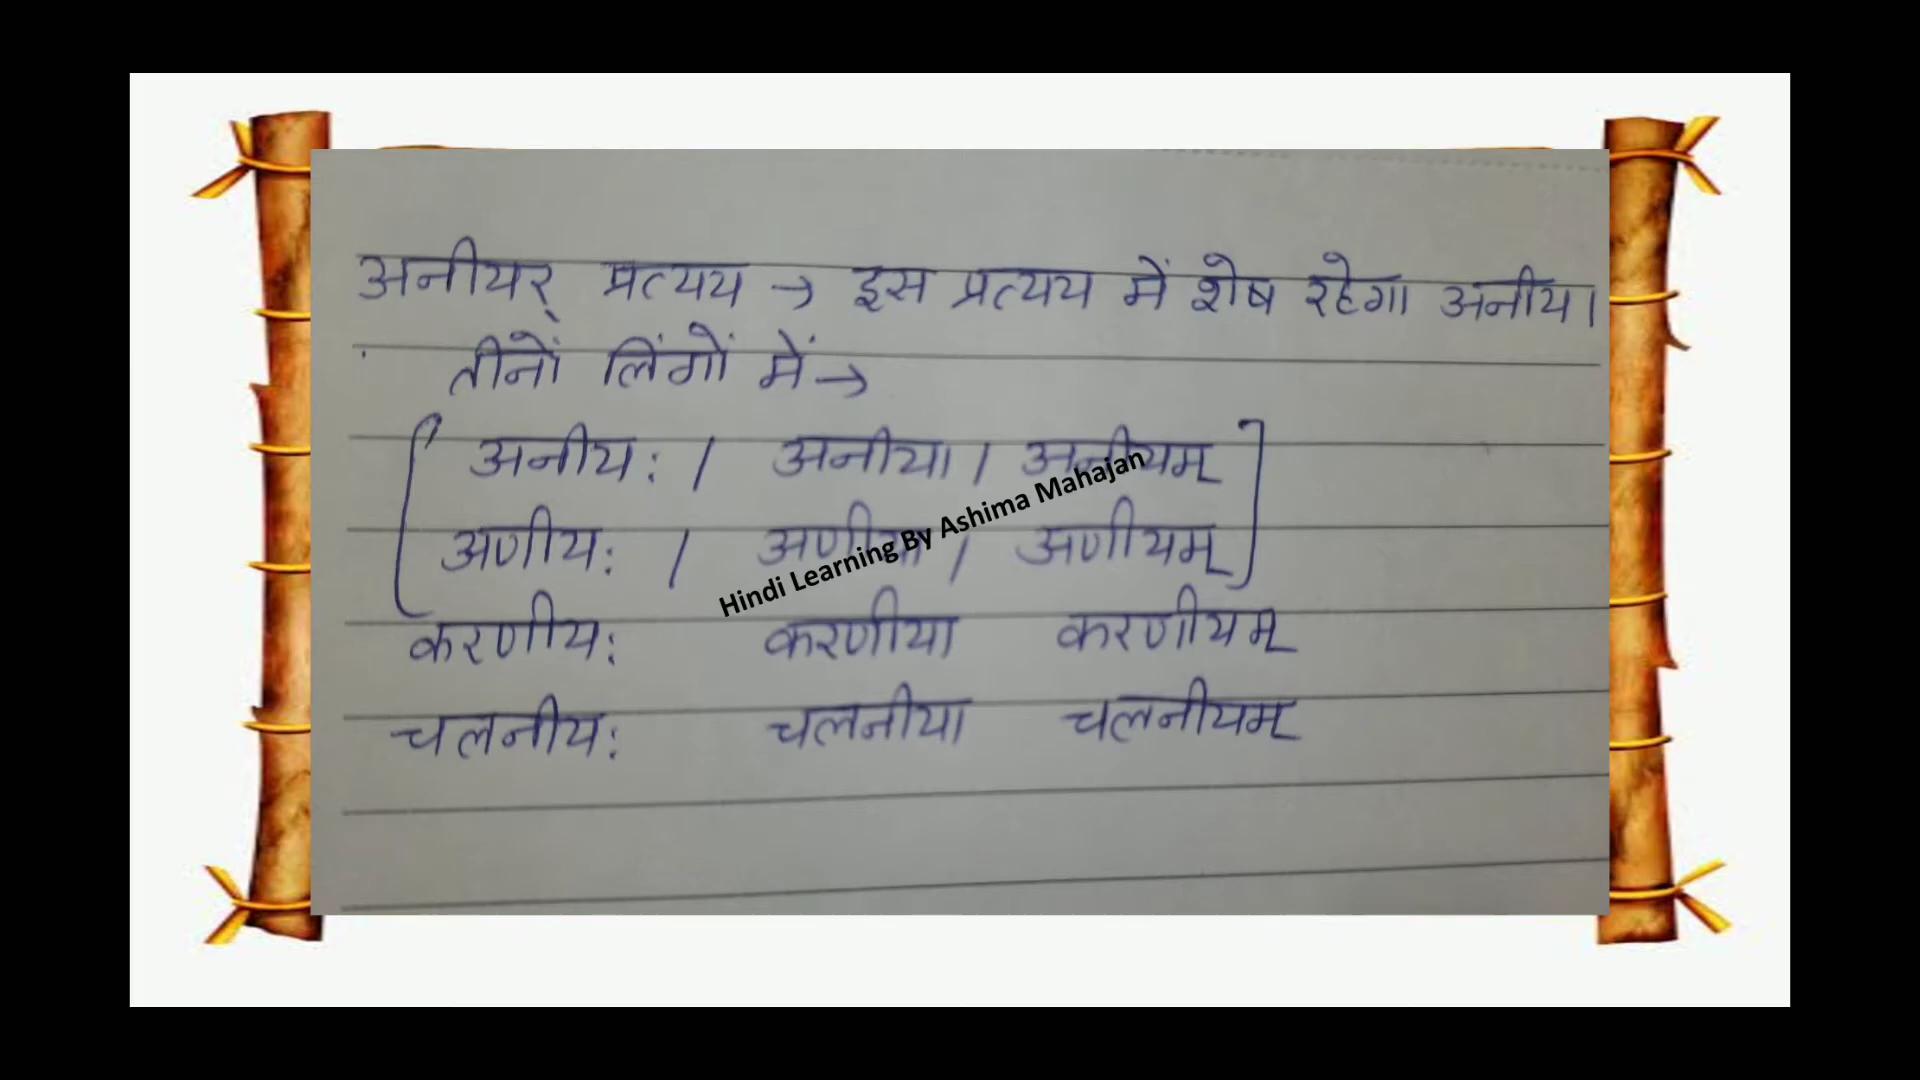 अनीयर् प्रत्यय → इस प्रत्यय में शेष रहेगा अनीय।
तीनों लिंगों में →
[ अनीयः / अनीया / अनीयम् ]
[ अणीयः / अणीया / अणीयम् ]
करणीयः करणीया करणीयम्
चलनीयः चलनीया चलनीयम्
Hindi Learning By Ashima Mahajan